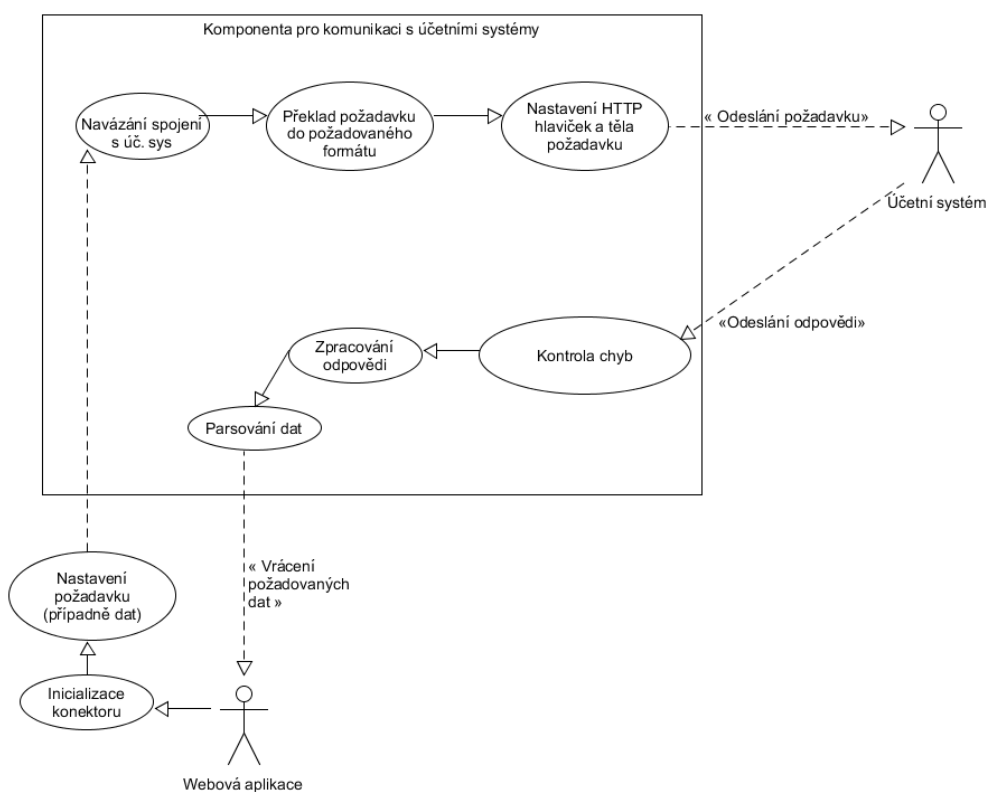 Komponenta pro komunikaci s účetními systémy
Navázání spojení
s úč. sys
Překlad požadavku
do požadovaného
formátu
Nastavení HTTP
hlaviček a těla
požadavku
« Odeslání požadavku»
Účetní systém
«Odeslání odpovědi»
Kontrola chyb
Zpracování
odpovědi
Parsování dat
« Vrácení
požadovaných
dat »
Nastavení
požadavku
(případně dat)
Inicializace
konektoru
Webová aplikace